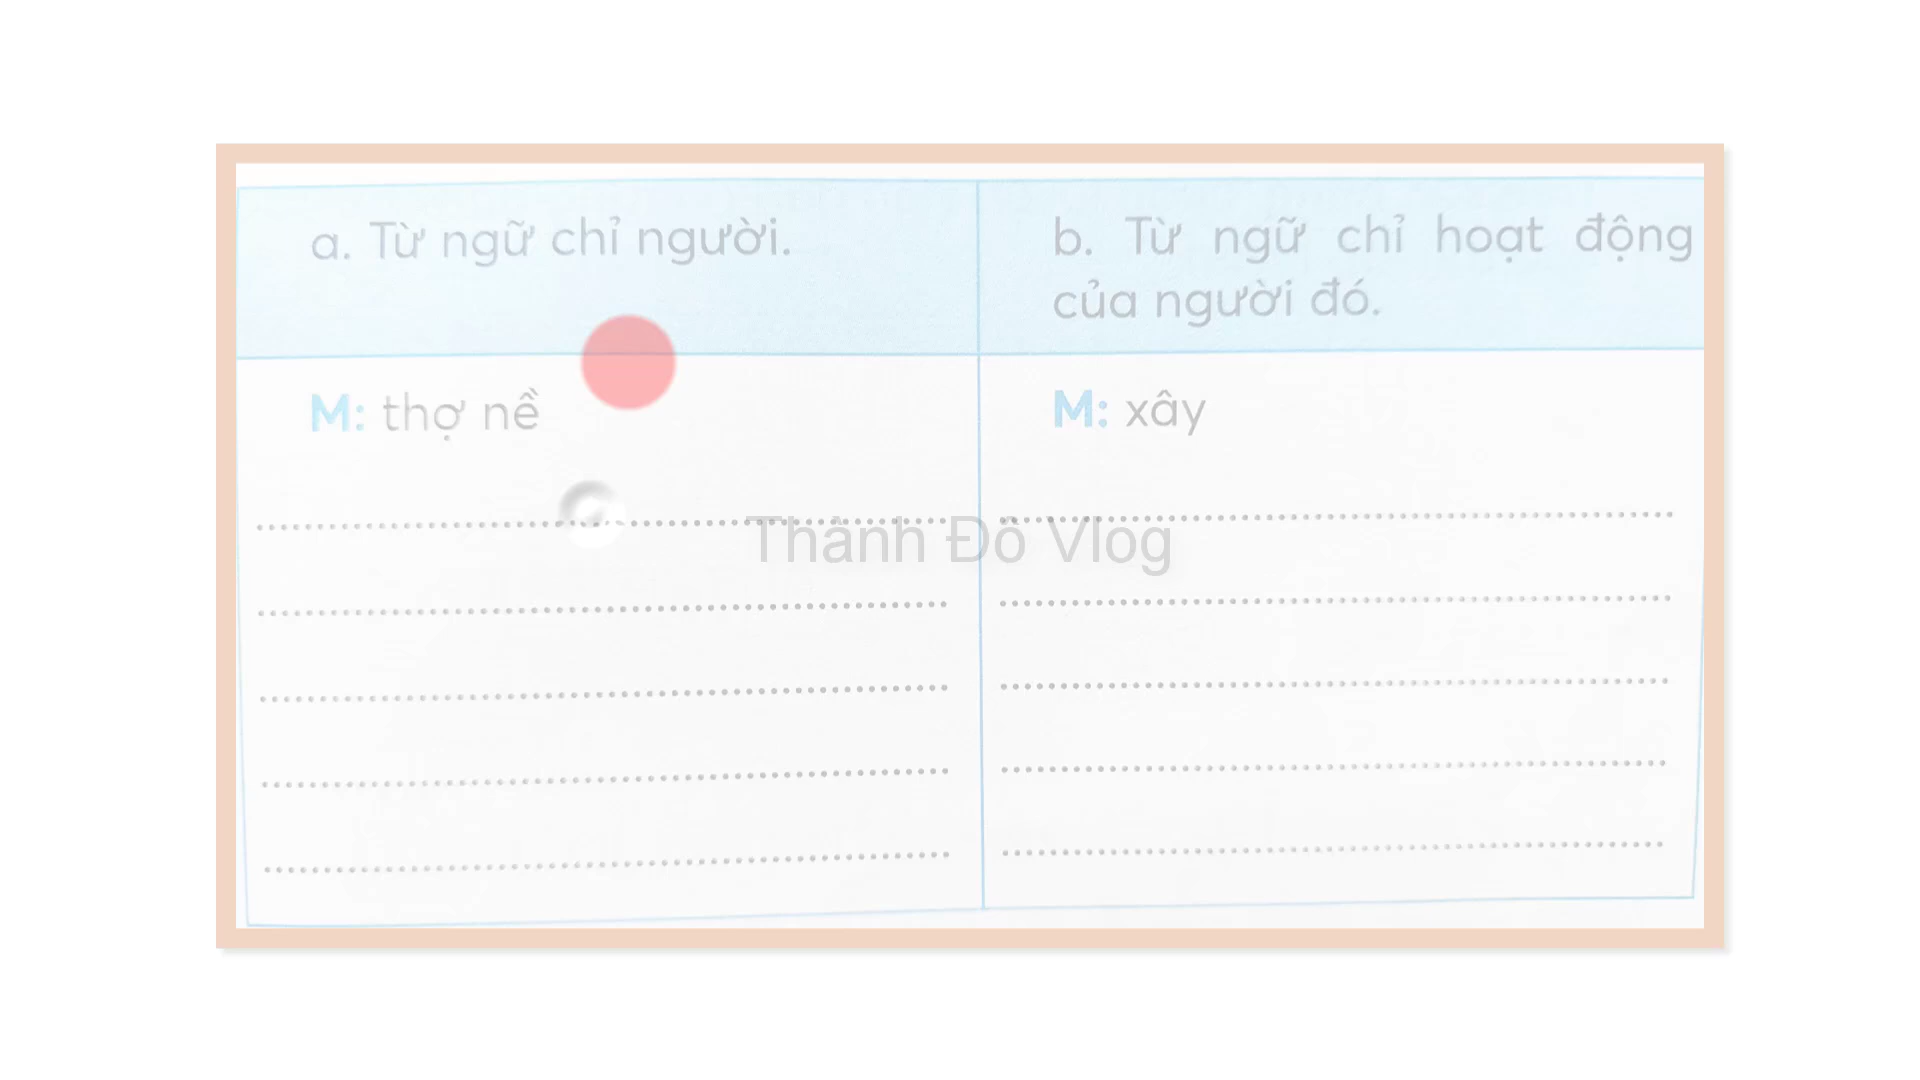 a. Từ ngữ chỉ người.
b. Từ ngữ chỉ hoạt động
của người đó.
M: thợ nề
M: xây
Thành Đô Vlog